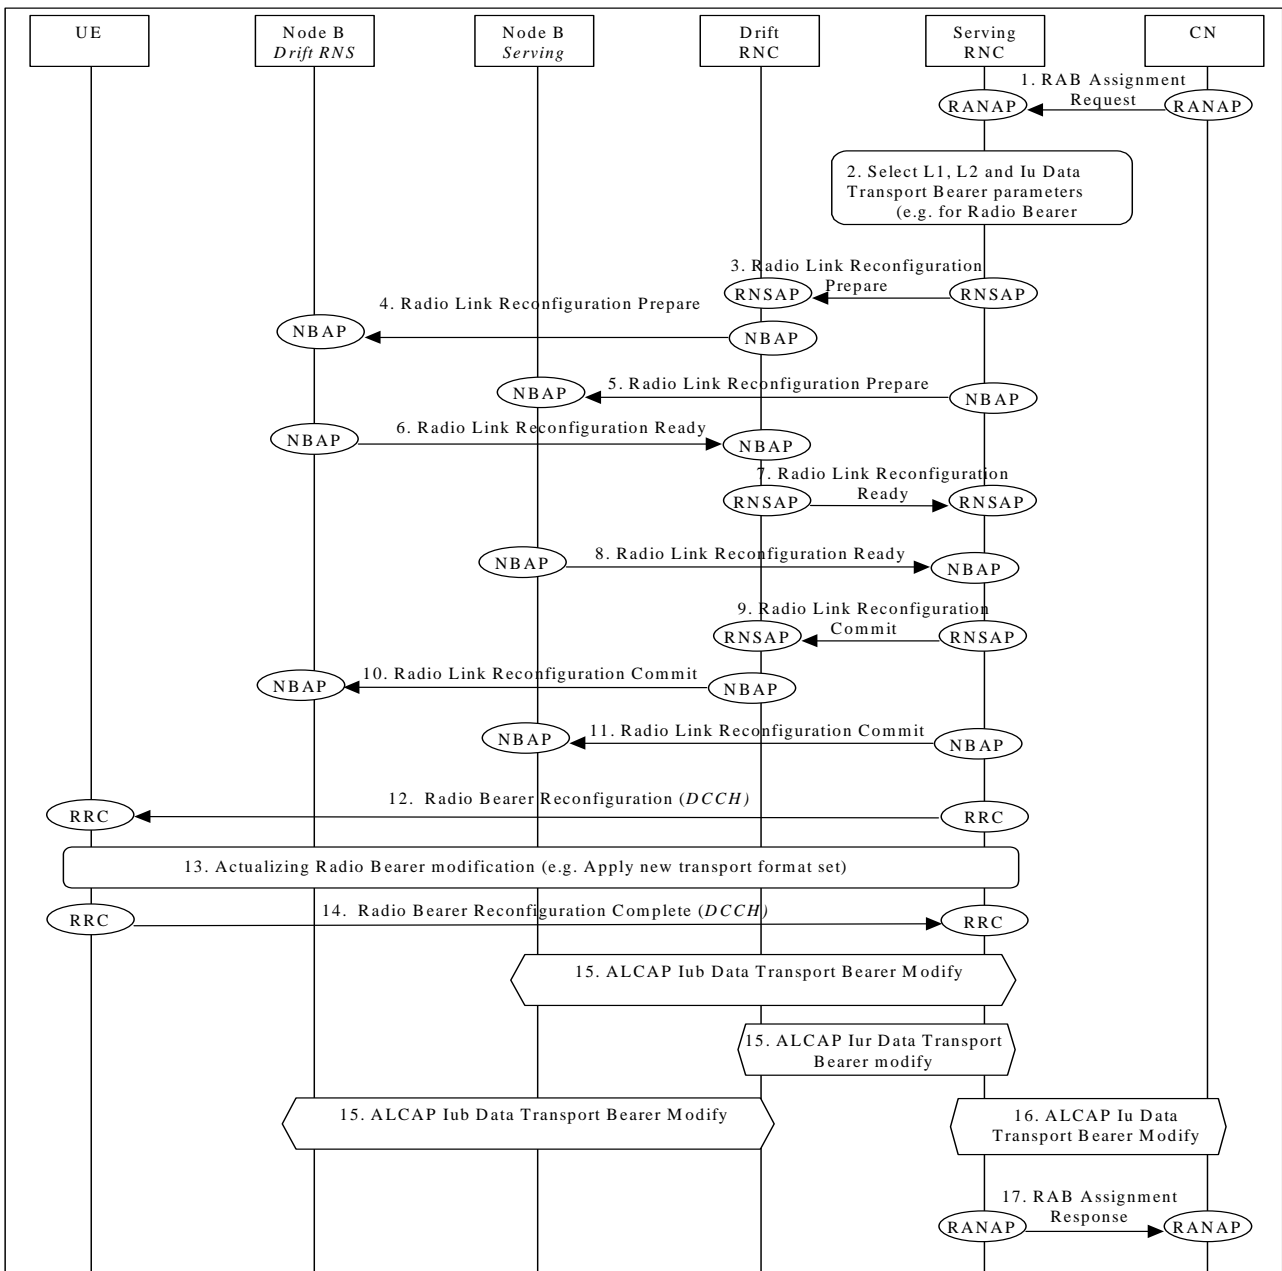 UE
Node B
Drift RNS
Node B
Serving
Drift
RNC
Serving
RNC
CN
1. RAB Assignment
Request
RANAP
RANAP
2. Select L1, L2 and Iu Data
Transport Bearer parameters
(e.g. for Radio Bearer
3. Radio Link Reconfiguration
Prepare
RNSAP
RNSAP
4. Radio Link Reconfiguration Prepare
NBAP
NBAP
5. Radio Link Reconfiguration Prepare
NBAP
NBAP
6. Radio Link Reconfiguration Ready
NBAP
NBAP
7. Radio Link Reconfiguration
Ready
RNSAP
RNSAP
8. Radio Link Reconfiguration Ready
NBAP
NBAP
9. Radio Link Reconfiguration
Commit
RNSAP
RNSAP
10. Radio Link Reconfiguration Commit
NBAP
NBAP
11. Radio Link Reconfiguration Commit
NBAP
NBAP
12. Radio Bearer Reconfiguration (DCCH)
RRC
RRC
13. Actualizing Radio Bearer modification (e.g. Apply new transport format set)
14. Radio Bearer Reconfiguration Complete (DCCH)
RRC
RRC
15. ALCAP Iub Data Transport Bearer Modify
15. ALCAP Iur Data Transport
Bearer modify
15. ALCAP Iub Data Transport Bearer Modify
16. ALCAP Iu Data
Transport Bearer Modify
17. RAB Assignment
Response
RANAP
RANAP